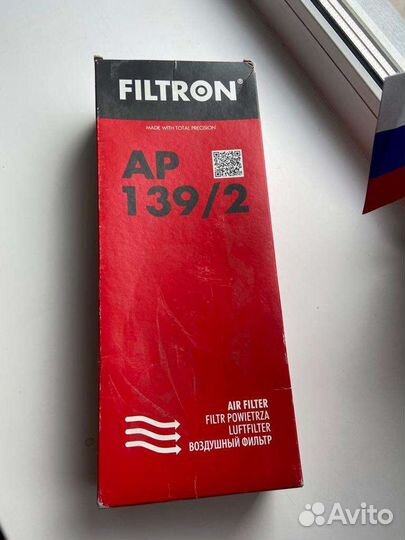 FILTRON®
MADE WITH TOTAL PRECISION
AP
139/2
AIR FILTER
FILTR POWIETRZA
LUFTFILTER
ВОЗДУШНЫЙ ФИЛЬТР
Avito